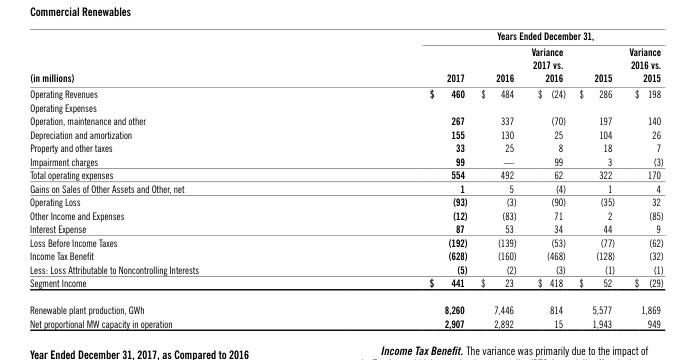 Commercial Renewables
Years Ended December 31,
Variance Variance
2017 vs. 2016 vs.
(in millions) 2017 2016 2016 2015 2015
Operating Revenues $ 460 $ 484 $ (24) $ 286 $ 198
Operating Expenses
Operation, maintenance and other 267 337 (70) 197 140
Depreciation and amortization 155 130 25 104 26
Property and other taxes 33 25 8 18 7
Impairment charges 99 — 99 3 (3)
Total operating expenses 554 492 62 322 170
Gains on Sales of Other Assets and Other, net 1 5 (4) 1 4
Operating Loss (93) (3) (90) (35) 32
Other Income and Expenses (12) (83) 71 2 (85)
Interest Expense 87 53 34 44 9
Loss Before Income Taxes (192) (139) (53) (77) (62)
Income Tax Benefit (628) (160) (468) (128) (32)
Less: Loss Attributable to Noncontrolling Interests (5) (2) (3) (1) (1)
Segment Income $ 441 $ 23 $ 418 $ 52 $ (29)
Renewable plant production, GWh 8,260 7,446 814 5,577 1,869
Net proportional MW capacity in operation 2,907 2,892 15 1,943 949
Year Ended December 31, 2017, as Compared to 2016
Income Tax Benefit. The variance was primarily due to the impact of